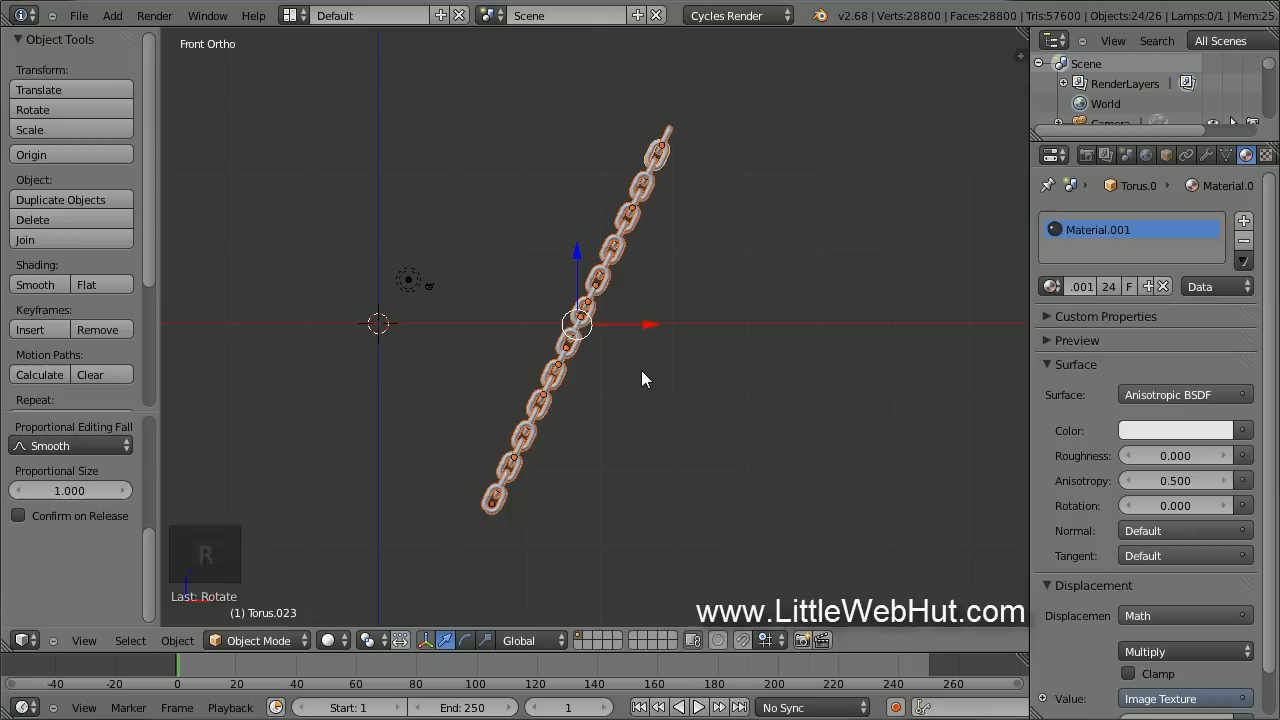 File Add Render Window Help Default Scene Cycles Render v2.68 | Verts:28800 | Faces:28800 | Tris:57600 | Objects:24/26 | Lamps:0/1 | Mem:25.
Object Tools
Transform:
Translate
Rotate
Scale
Origin
Object:
Duplicate Objects
Delete
Join
Shading:
Smooth Flat
Keyframes:
Insert Remove
Motion Paths:
Calculate Clear
Repeat:
Proportional Editing Fall
Smooth
Proportional Size
1.000
Confirm on Release
Front Ortho
R
Last: Rotate
(1) Torus.023
www.LittleWebHut.com
View Select Object Object Mode Global
-40 -20 0 20 40 60 80 100 120 140 160 180 200 220 240 260
View Marker Frame Playback Start: 1 End: 250 1 No Sync
View Search All Scenes
Scene
RenderLayers
World
Camera
Torus.0 Material.0
Material.001
.001 24 F Data
Custom Properties
Preview
Surface
Surface: Anisotropic BSDF
Color:
Roughness: 0.000
Anisotropy: 0.500
Rotation: 0.000
Normal: Default
Tangent: Default
Displacement
Displacemen Math
Multiply
Clamp
Value: Image Texture